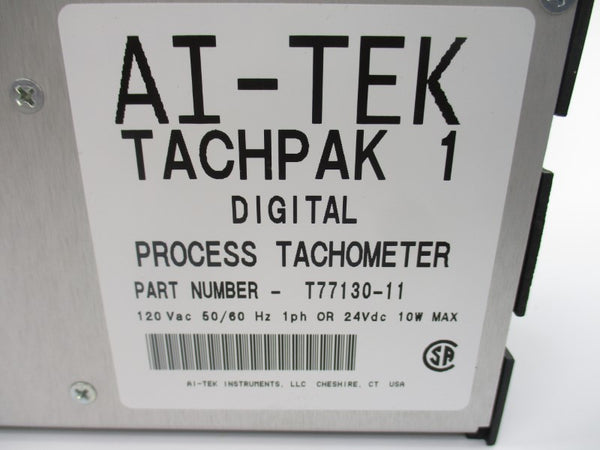 AI-TEK
TACHPAK 1
DIGITAL
PROCESS TACHOMETER
PART NUMBER - T77130-11
120 Vac 50/60 Hz 1ph OR 24Vdc 10W MAX
SA
AI-TEK INSTRUMENTS, LLC CHESHIRE, CT USA